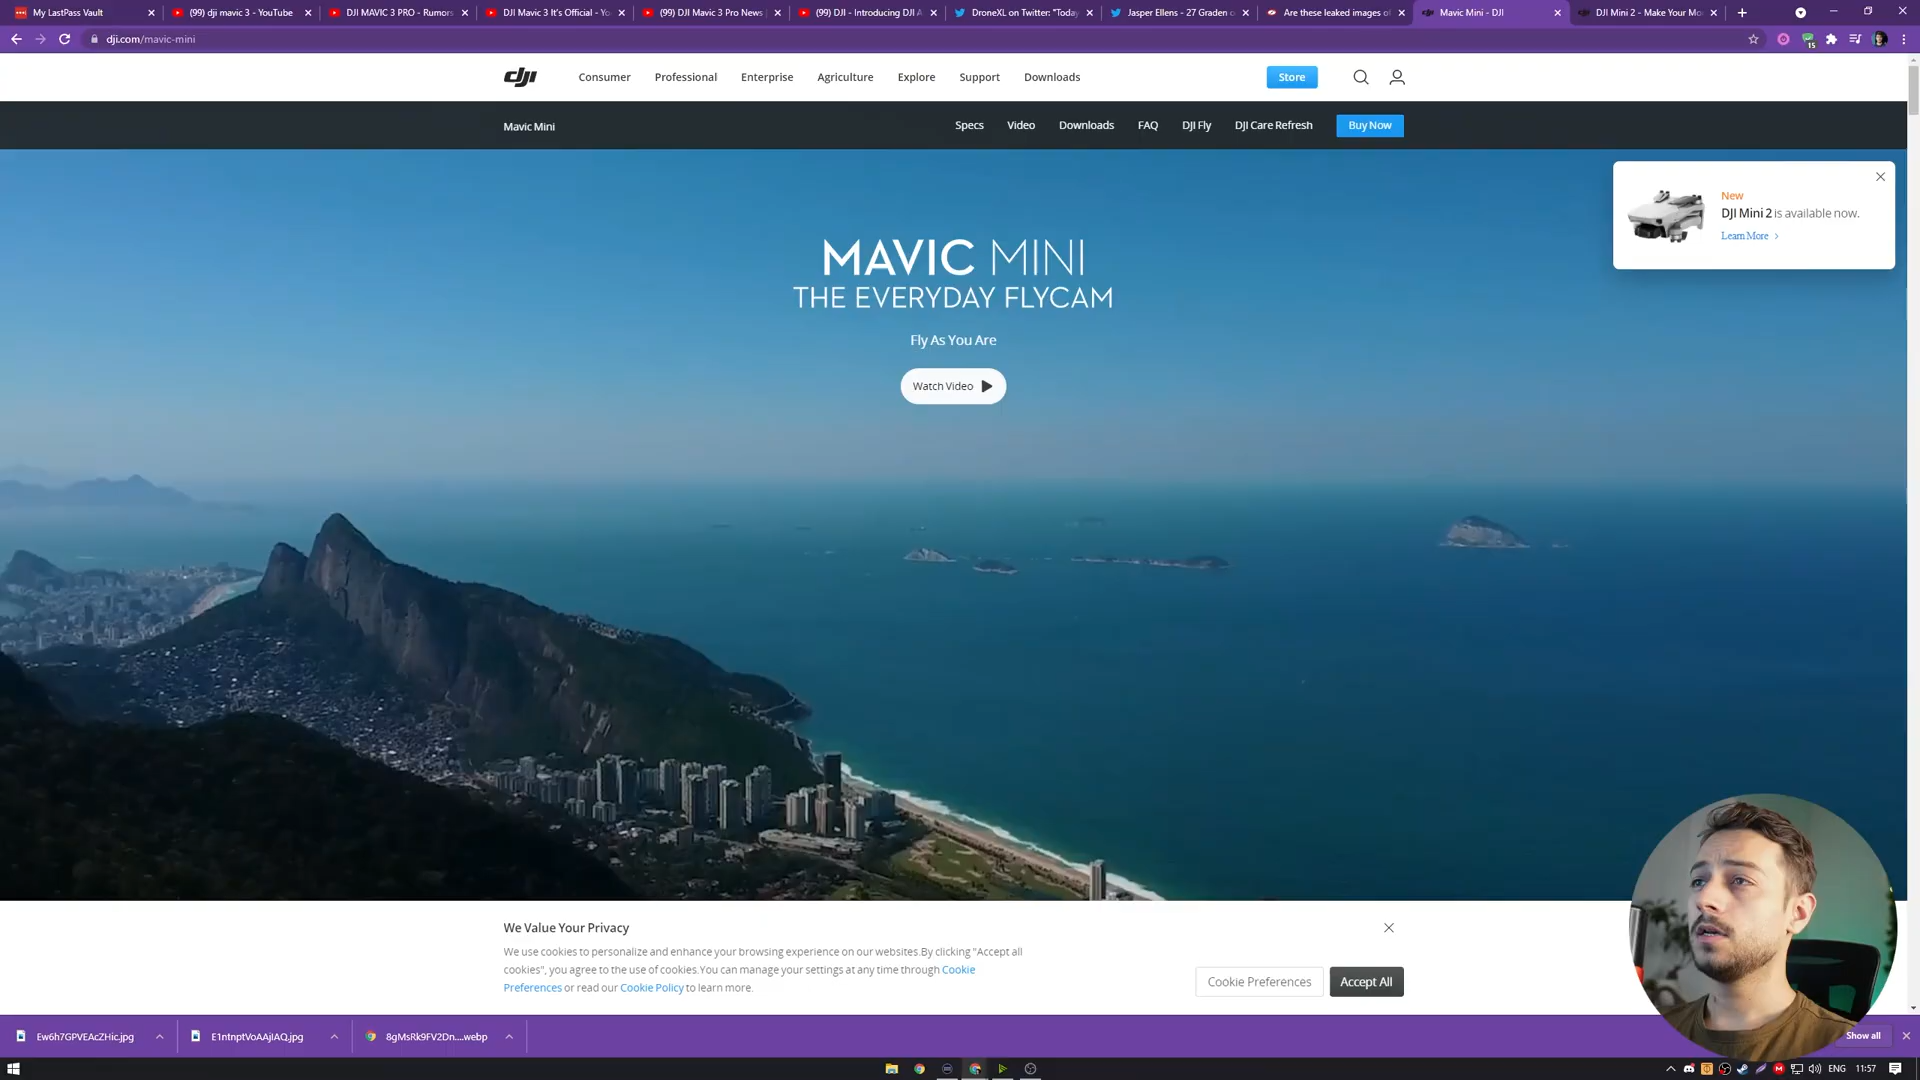 My LastPass Vault
(99) dji mavic 3 - YouTube
DJI MAVIC 3 PRO - Rumors
DJI Mavic 3 It's Official - Yo
(99) DJI Mavic 3 Pro News
(99) DJI - Introducing DJI A
DroneXL on Twitter: "Today
Jasper Ellens - 27 Graden o
Are these leaked images of
Mavic Mini - DJI
DJI Mini 2 - Make Your Mo
dji.com/mavic-mini
15
dji
Consumer
Professional
Enterprise
Agriculture
Explore
Support
Downloads
Store
Mavic Mini
Specs
Video
Downloads
FAQ
DJI Fly
DJI Care Refresh
Buy Now
New
DJI Mini 2 is available now.
Learn More >
MAVIC MINI
THE EVERYDAY FLYCAM
Fly As You Are
Watch Video
We Value Your Privacy
We use cookies to personalize and enhance your browsing experience on our websites.By clicking "Accept all
cookies", you agree to the use of cookies.You can manage your settings at any time through Cookie
Preferences or read our Cookie Policy to learn more.
Cookie Preferences
Accept All
Ew6h7GPVEAcZHic.jpg
E1ntnptVoAAjIAQ.jpg
8gMsRk9FV2Dn....webp
Show all
ENG
11:57